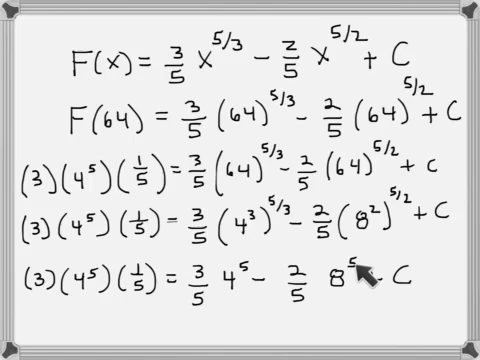 F(x) = 3/5 x^5/3 - 2/5 x^5/2 + C
F(64) = 3/5 (64)^5/3 - 2/5 (64)^5/2 + C
(3)(4^5)(1/5) = 3/5 (64)^5/3 - 2/5 (64)^5/2 + C
(3)(4^5)(1/5) = 3/5 (4^3)^5/3 - 2/5 (8^2)^5/2 + C
(3)(4^5)(1/5) = 3/5 4^5 - 2/5 8^5 - C